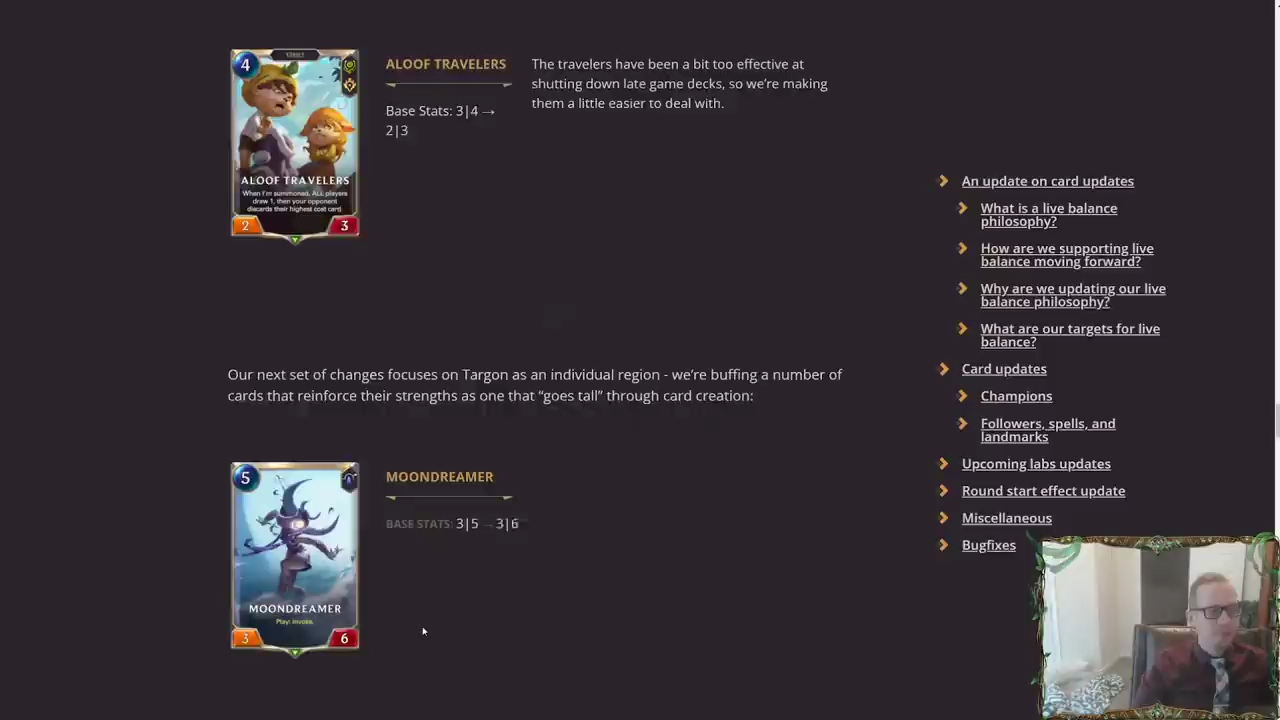 4
YORDLE
ALOOF TRAVELERS
When I'm summoned, ALL players
draw 1, then your opponent
discards their highest cost card.
2
3
ALOOF TRAVELERS
Base Stats: 3|4 →
2|3
The travelers have been a bit too effective at
shutting down late game decks, so we're making
them a little easier to deal with.
Our next set of changes focuses on Targon as an individual region - we're buffing a number of
cards that reinforce their strengths as one that “goes tall” through card creation:
5
MOONDREAMER
Play: Invoke.
3
6
MOONDREAMER
BASE STATS: 3|5 → 3|6
An update on card updates
What is a live balance
philosophy?
How are we supporting live
balance moving forward?
Why are we updating our live
balance philosophy?
What are our targets for live
balance?
Card updates
Champions
Followers, spells, and
landmarks
Upcoming labs updates
Round start effect update
Miscellaneous
Bugfixes